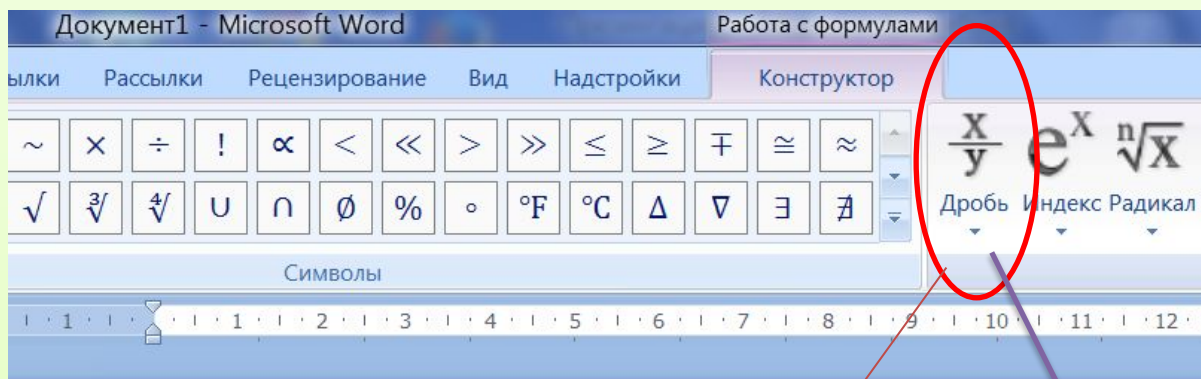 Документ1 - Microsoft Word Работа с формулами
ылки Рассылки Рецензирование Вид Надстройки Конструктор
~ × ÷ ! ∝ < ≪ > ≫ ≤ ≥ ∓ ≅ ≈ x/y eˣ ⁿ√x
√ ∛ ∜ ∪ ∩ ∅ % ° °F °C ∆ ∇ ∃ ∄ Дробь Индекс Радикал
Символы
1 1 2 3 4 5 6 7 8 9 10 11 12